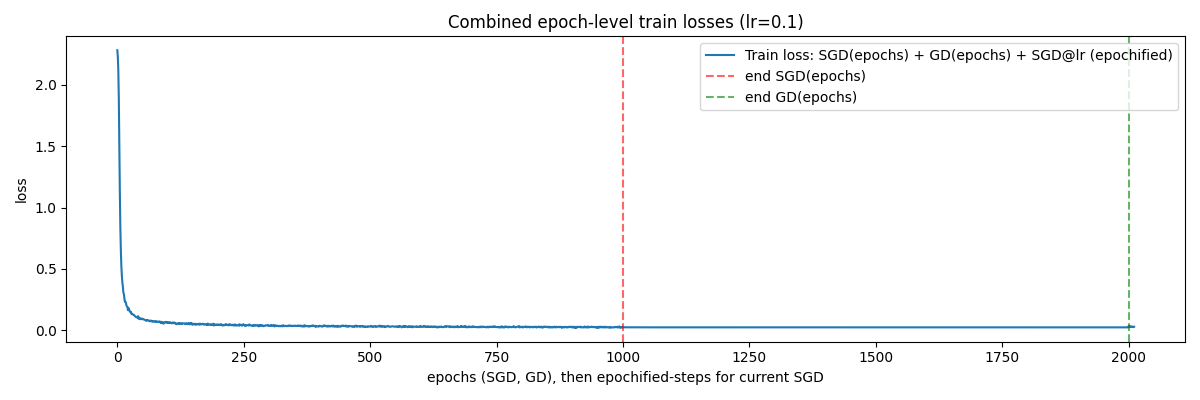 Combined epoch-level train losses (lr=0.1)
Train loss: SGD(epochs) + GD(epochs) + SGD@lr (epochified)
end SGD(epochs)
end GD(epochs)
loss
2.0
1.5
1.0
0.5
0.0
0 250 500 750 1000 1250 1500 1750 2000
epochs (SGD, GD), then epochified-steps for current SGD